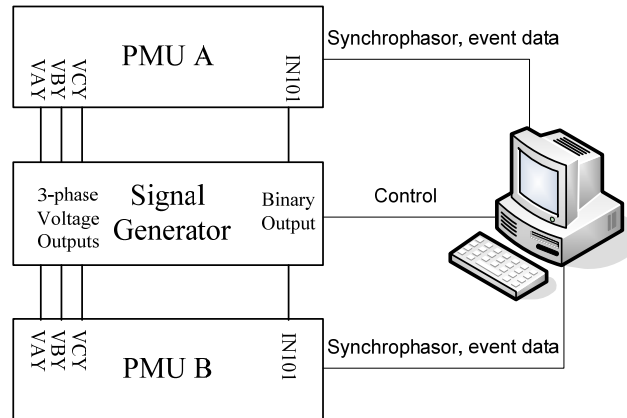 PMU A
VAY
VBY
VCY
IN101
Synchrophasor, event data
3-phase
Voltage
Outputs
Signal
Generator
Binary
Output
Control
VAY
VBY
VCY
IN101
PMU B
Synchrophasor, event data